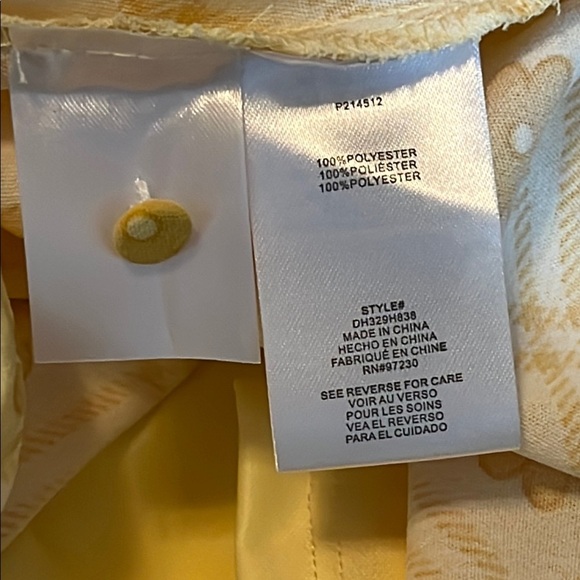 P214512
100%POLYESTER
100%POLIÉSTER
100%POLYESTER
STYLE#
DH329H838
MADE IN CHINA
HECHO EN CHINA
FABRIQUÉ EN CHINE
RN#97230
SEE REVERSE FOR CARE
VOIR AU VERSO
POUR LES SOINS
VEA EL REVERSO
PARA EL CUIDADO